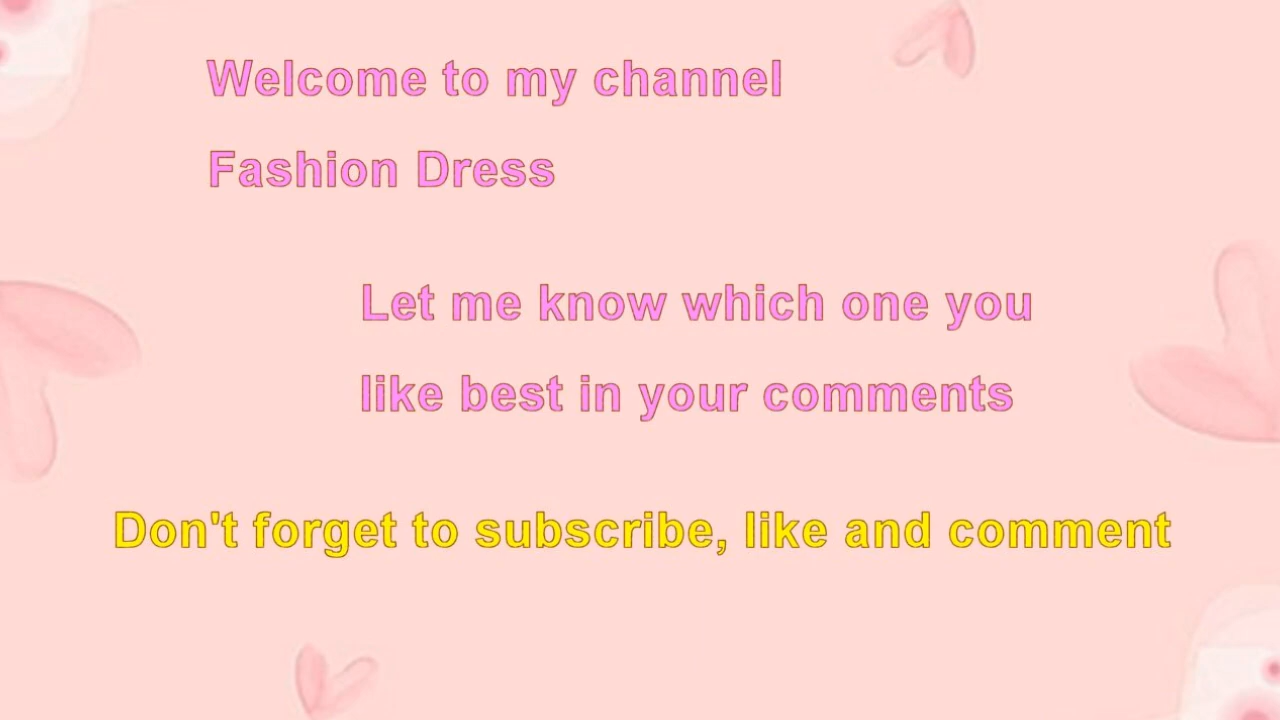 Welcome to my channel
Fashion Dress
Let me know which one you
like best in your comments
Don't forget to subscribe, like and comment